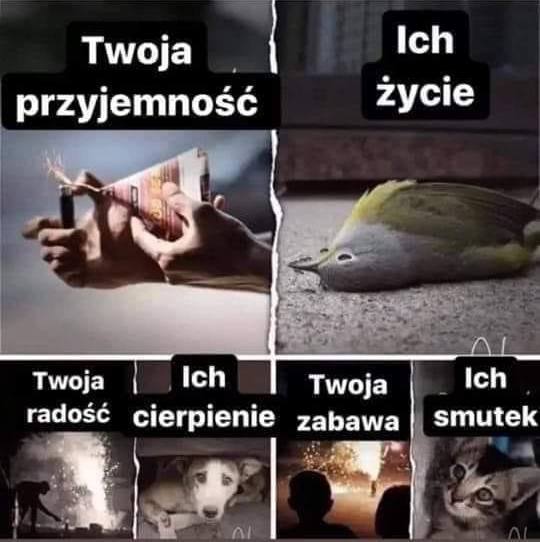 Twoja
przyjemność
Ich
życie
Twoja
radość
Ich
cierpienie
Twoja
zabawa
Ich
smutek